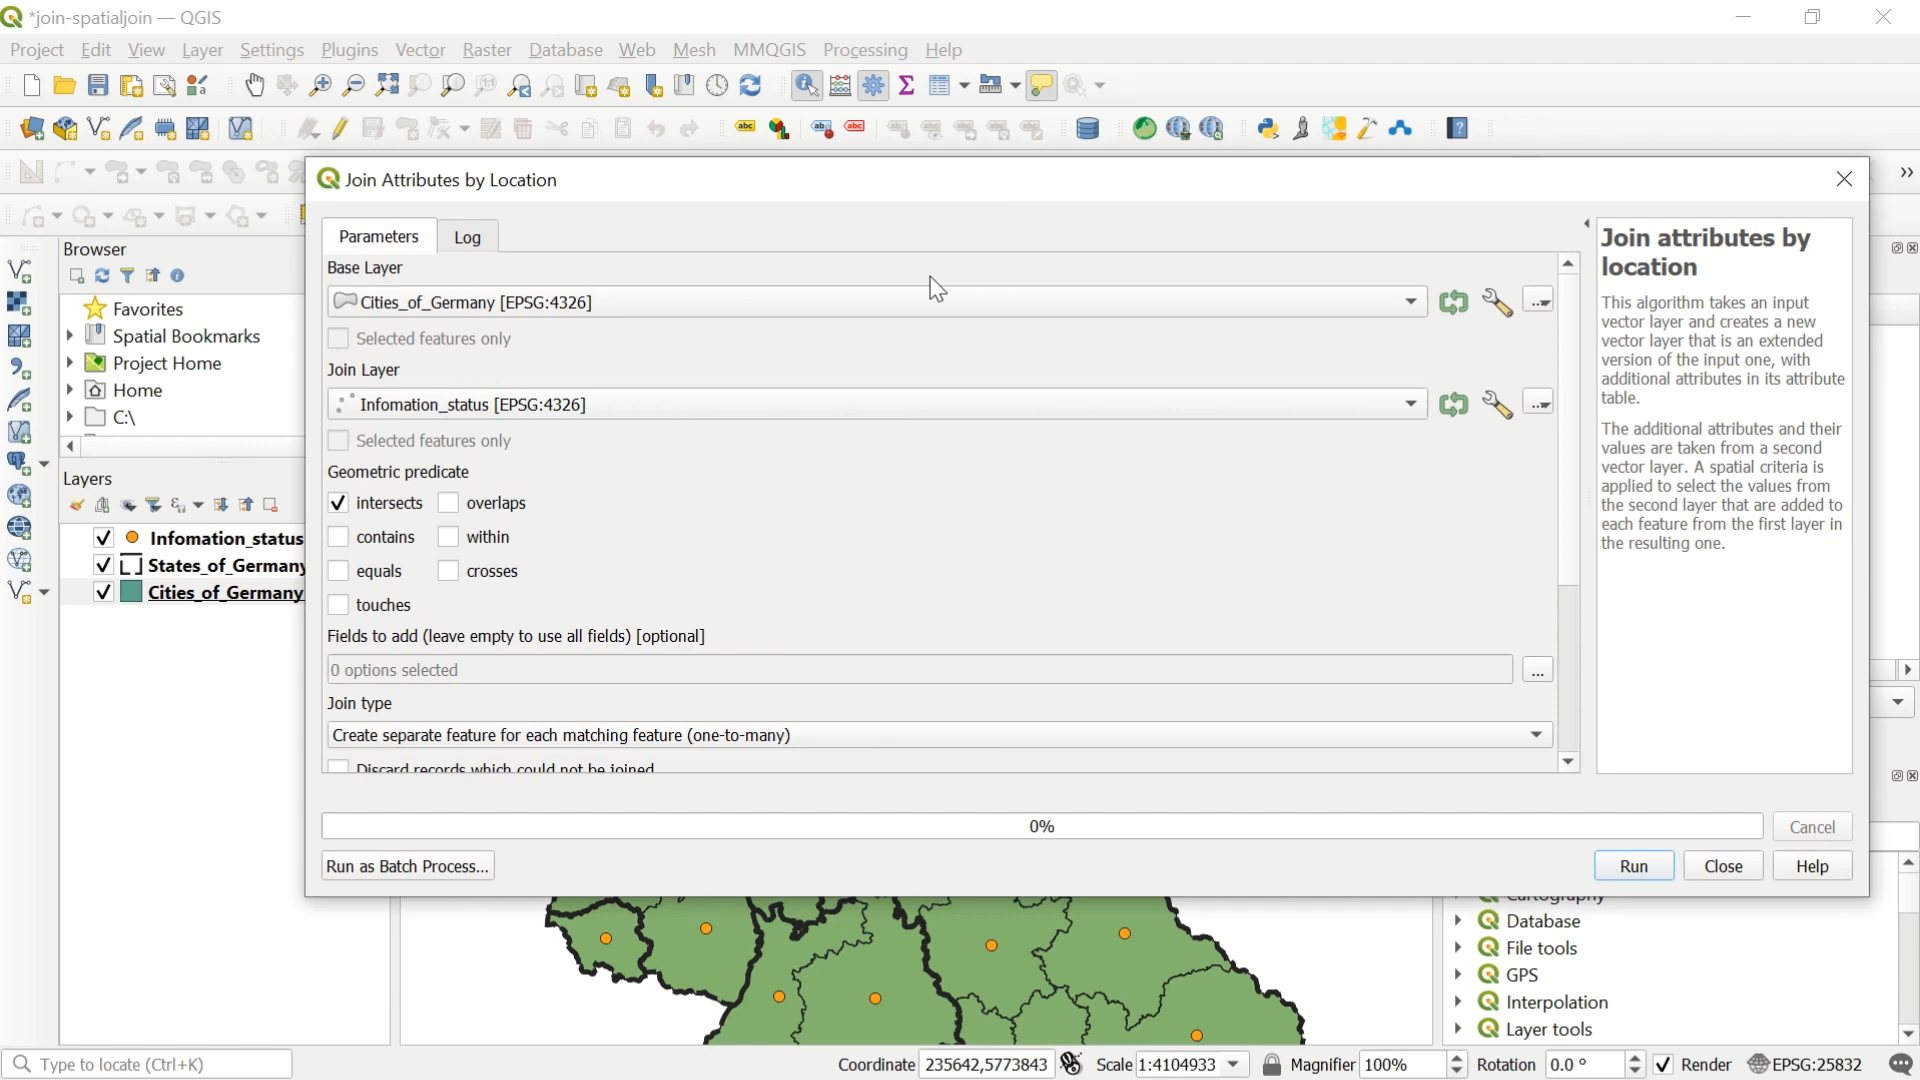 *join-spatialjoin — QGIS
Project Edit View Layer Settings Plugins Vector Raster Database Web Mesh MMQGIS Processing Help
Join Attributes by Location
Parameters Log
Base Layer
Cities_of_Germany [EPSG:4326]
Selected features only
Join Layer
Infomation_status [EPSG:4326]
Selected features only
Geometric predicate
intersects overlaps
contains within
equals crosses
touches
Fields to add (leave empty to use all fields) [optional]
0 options selected
...
Join type
Create separate feature for each matching feature (one-to-many)
Discard records which could not be joined
0%
Cancel
Run as Batch Process...
Run Close Help
Join attributes by
location
This algorithm takes an input
vector layer and creates a new
vector layer that is an extended
version of the input one, with
additional attributes in its attribute
table.
The additional attributes and their
values are taken from a second
vector layer. A spatial criteria is
applied to select the values from
the second layer that are added to
each feature from the first layer in
the resulting one.
Browser
Favorites
Spatial Bookmarks
Project Home
Home
C:\
Layers
Infomation_status
States_of_Germany
Cities_of_Germany
Cartography
Database
File tools
GPS
Interpolation
Layer tools
Type to locate (Ctrl+K)
Coordinate 235642,5773843
Scale 1:4104933
Magnifier 100%
Rotation 0.0 °
Render
EPSG:25832